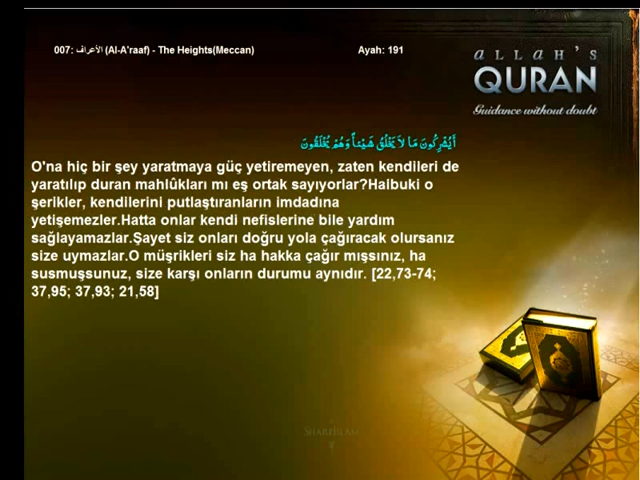 007: الأعراف (Al-A'raaf) - The Heights(Meccan) Ayah: 191
ALLAH'S
QURAN
Guidance without doubt
أَيُشْرِكُونَ مَا لاَ يَخْلُقُ شَيْئاً وَهُمْ يُخْلَقُونَ
O'na hiç bir şey yaratmaya güç yetiremeyen, zaten kendileri de
yaratılıp duran mahlûkları mı eş ortak sayıyorlar?Halbuki o
şerikler, kendilerini putlaştıranların imdadına
yetişemezler.Hatta onlar kendi nefislerine bile yardım
sağlayamazlar.Şayet siz onları doğru yola çağıracak olursanız
size uymazlar.O müşrikleri siz ha hakka çağır mışsınız, ha
susmuşsunuz, size karşı onların durumu aynıdır. [22,73-74;
37,95; 37,93; 21,58]